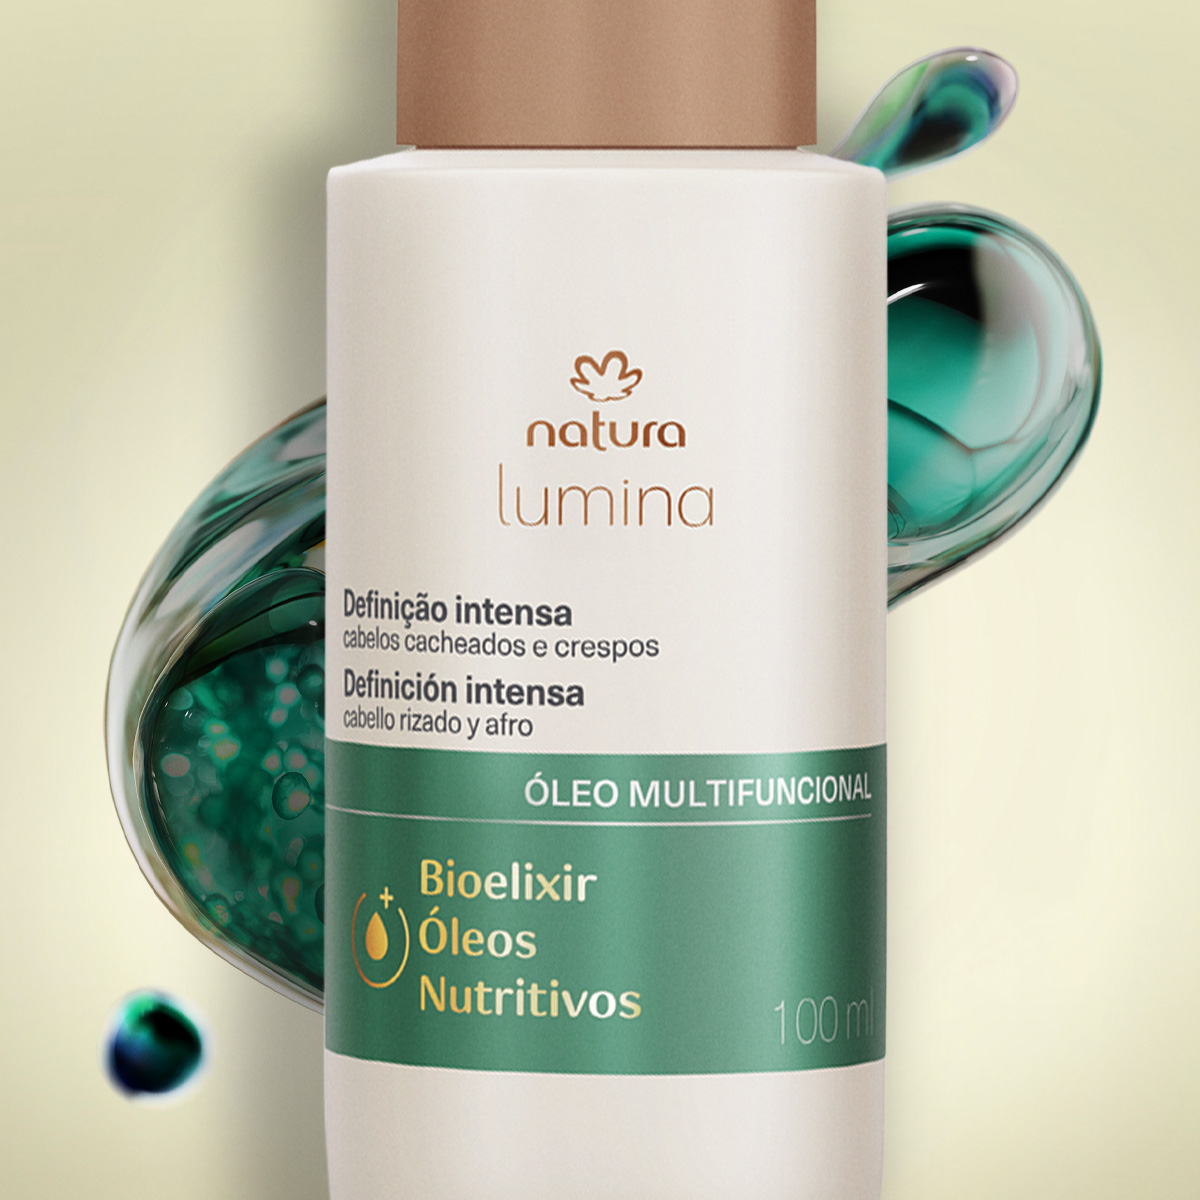 natura
lumina
Definição intensa
cabelos cacheados e crespos
Definición intensa
cabello rizado y afro
ÓLEO MULTIFUNCIONAL
Bioelixir
Óleos
Nutritivos
100 ml